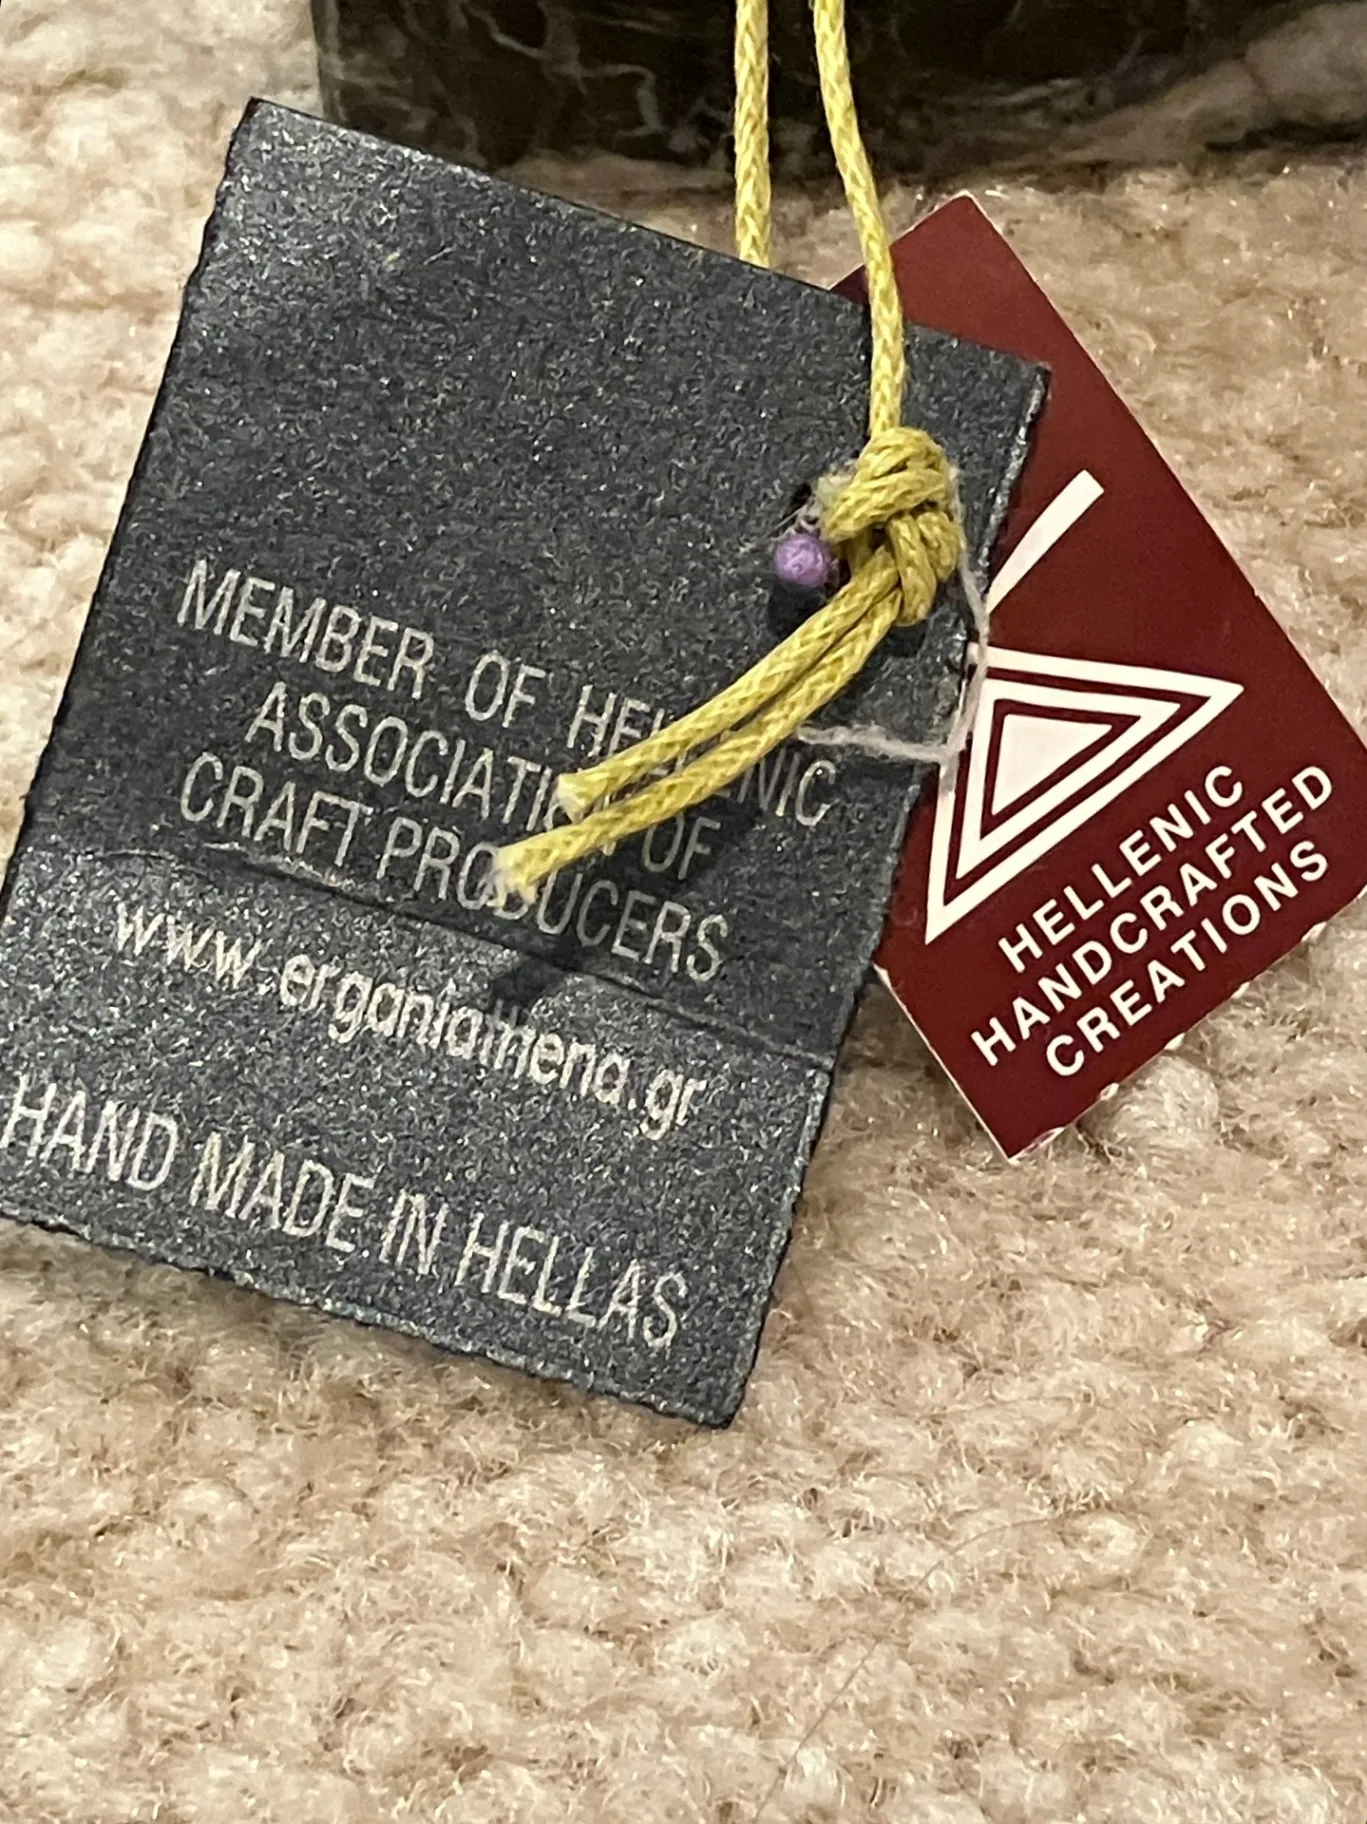 MEMBER OF HELLENIC
ASSOCIATION OF
CRAFT PRODUCERS
www.erganiathena.gr
HAND MADE IN HELLAS
HELLENIC
HANDCRAFTED
CREATIONS